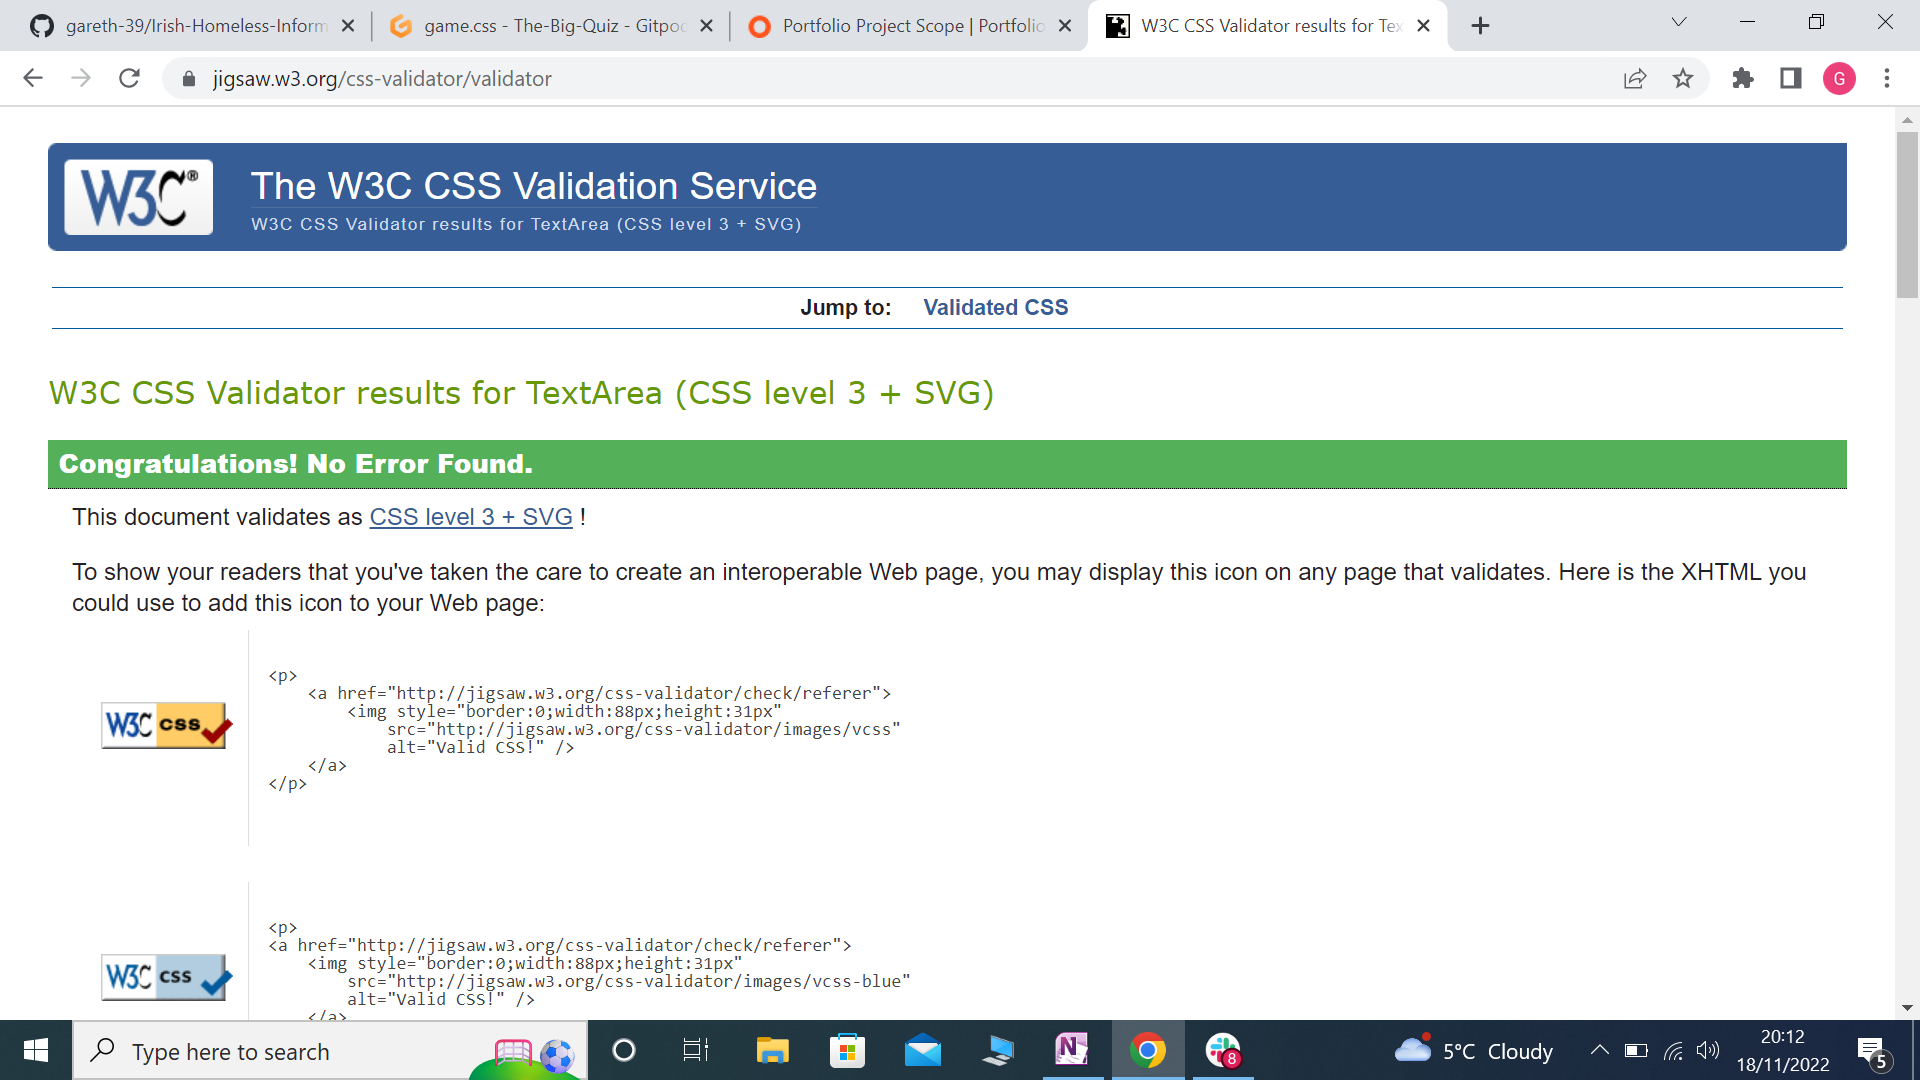 gareth-39/Irish-Homeless-Inform
game.css - The-Big-Quiz - Gitpod
Portfolio Project Scope | Portfolio
W3C CSS Validator results for Tex
jigsaw.w3.org/css-validator/validator
G
W3C®
The W3C CSS Validation Service
W3C CSS Validator results for TextArea (CSS level 3 + SVG)
Jump to: Validated CSS
W3C CSS Validator results for TextArea (CSS level 3 + SVG)
Congratulations! No Error Found.
This document validates as CSS level 3 + SVG !
To show your readers that you've taken the care to create an interoperable Web page, you may display this icon on any page that validates. Here is the XHTML you
could use to add this icon to your Web page:
W3C css
<p>
<a href="http://jigsaw.w3.org/css-validator/check/referer">
<img style="border:0;width:88px;height:31px"
src="http://jigsaw.w3.org/css-validator/images/vcss"
alt="Valid CSS!" />
</a>
</p>
W3C css
<p>
<a href="http://jigsaw.w3.org/css-validator/check/referer">
<img style="border:0;width:88px;height:31px"
src="http://jigsaw.w3.org/css-validator/images/vcss-blue"
alt="Valid CSS!" />
</a>
Type here to search
N
8
5°C Cloudy
20:12
18/11/2022
5